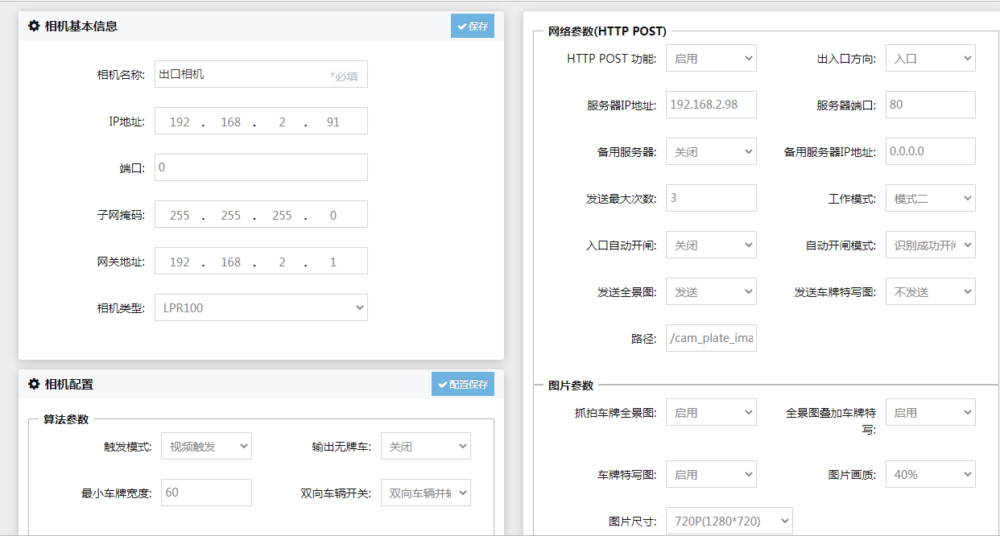 相机基本信息
保存
相机名称: 出口相机 *必填
IP地址: 192 . 168 . 2 . 91
端口: 0
子网掩码: 255 . 255 . 255 . 0
网关地址: 192 . 168 . 2 . 1
相机类型: LPR100
相机配置
配置保存
算法参数
触发模式: 视频触发 输出无牌车: 关闭
最小车牌宽度: 60 双向车辆开关: 双向车辆并
网络参数(HTTP POST)
HTTP POST 功能: 启用 出入口方向: 入口
服务器IP地址: 192.168.2.98 服务器端口: 80
备用服务器: 关闭 备用服务器IP地址: 0.0.0.0
发送最大次数: 3 工作模式: 模式二
入口自动开闸: 关闭 自动开闸模式: 识别成功开
发送全景图: 发送 发送车牌特写图: 不发送
路径: /cam_plate_ima
图片参数
抓拍车牌全景图: 启用 全景图叠加车牌特
写: 启用
车牌特写图: 启用 图片画质: 40%
图片尺寸: 720P(1280*720)